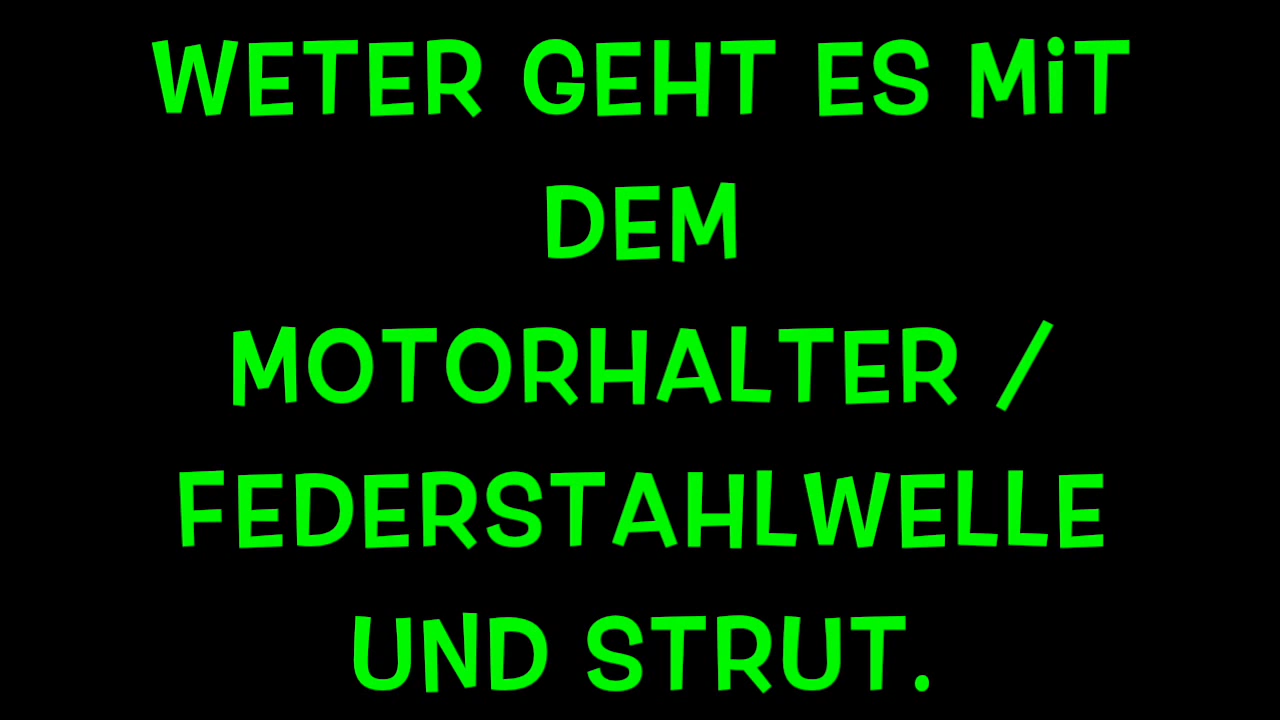 WETER GEHT ES MiT
DEM
MOTORHALTER /
FEDERSTAHLWELLE
UND STRUT.